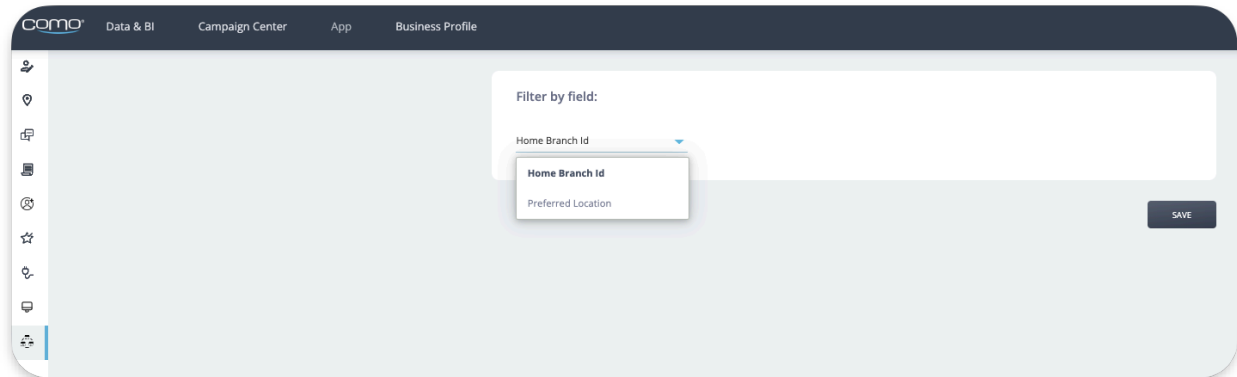 como Data & BI Campaign Center App Business Profile
Filter by field:
Home Branch Id
Home Branch Id
Preferred Location
SAVE